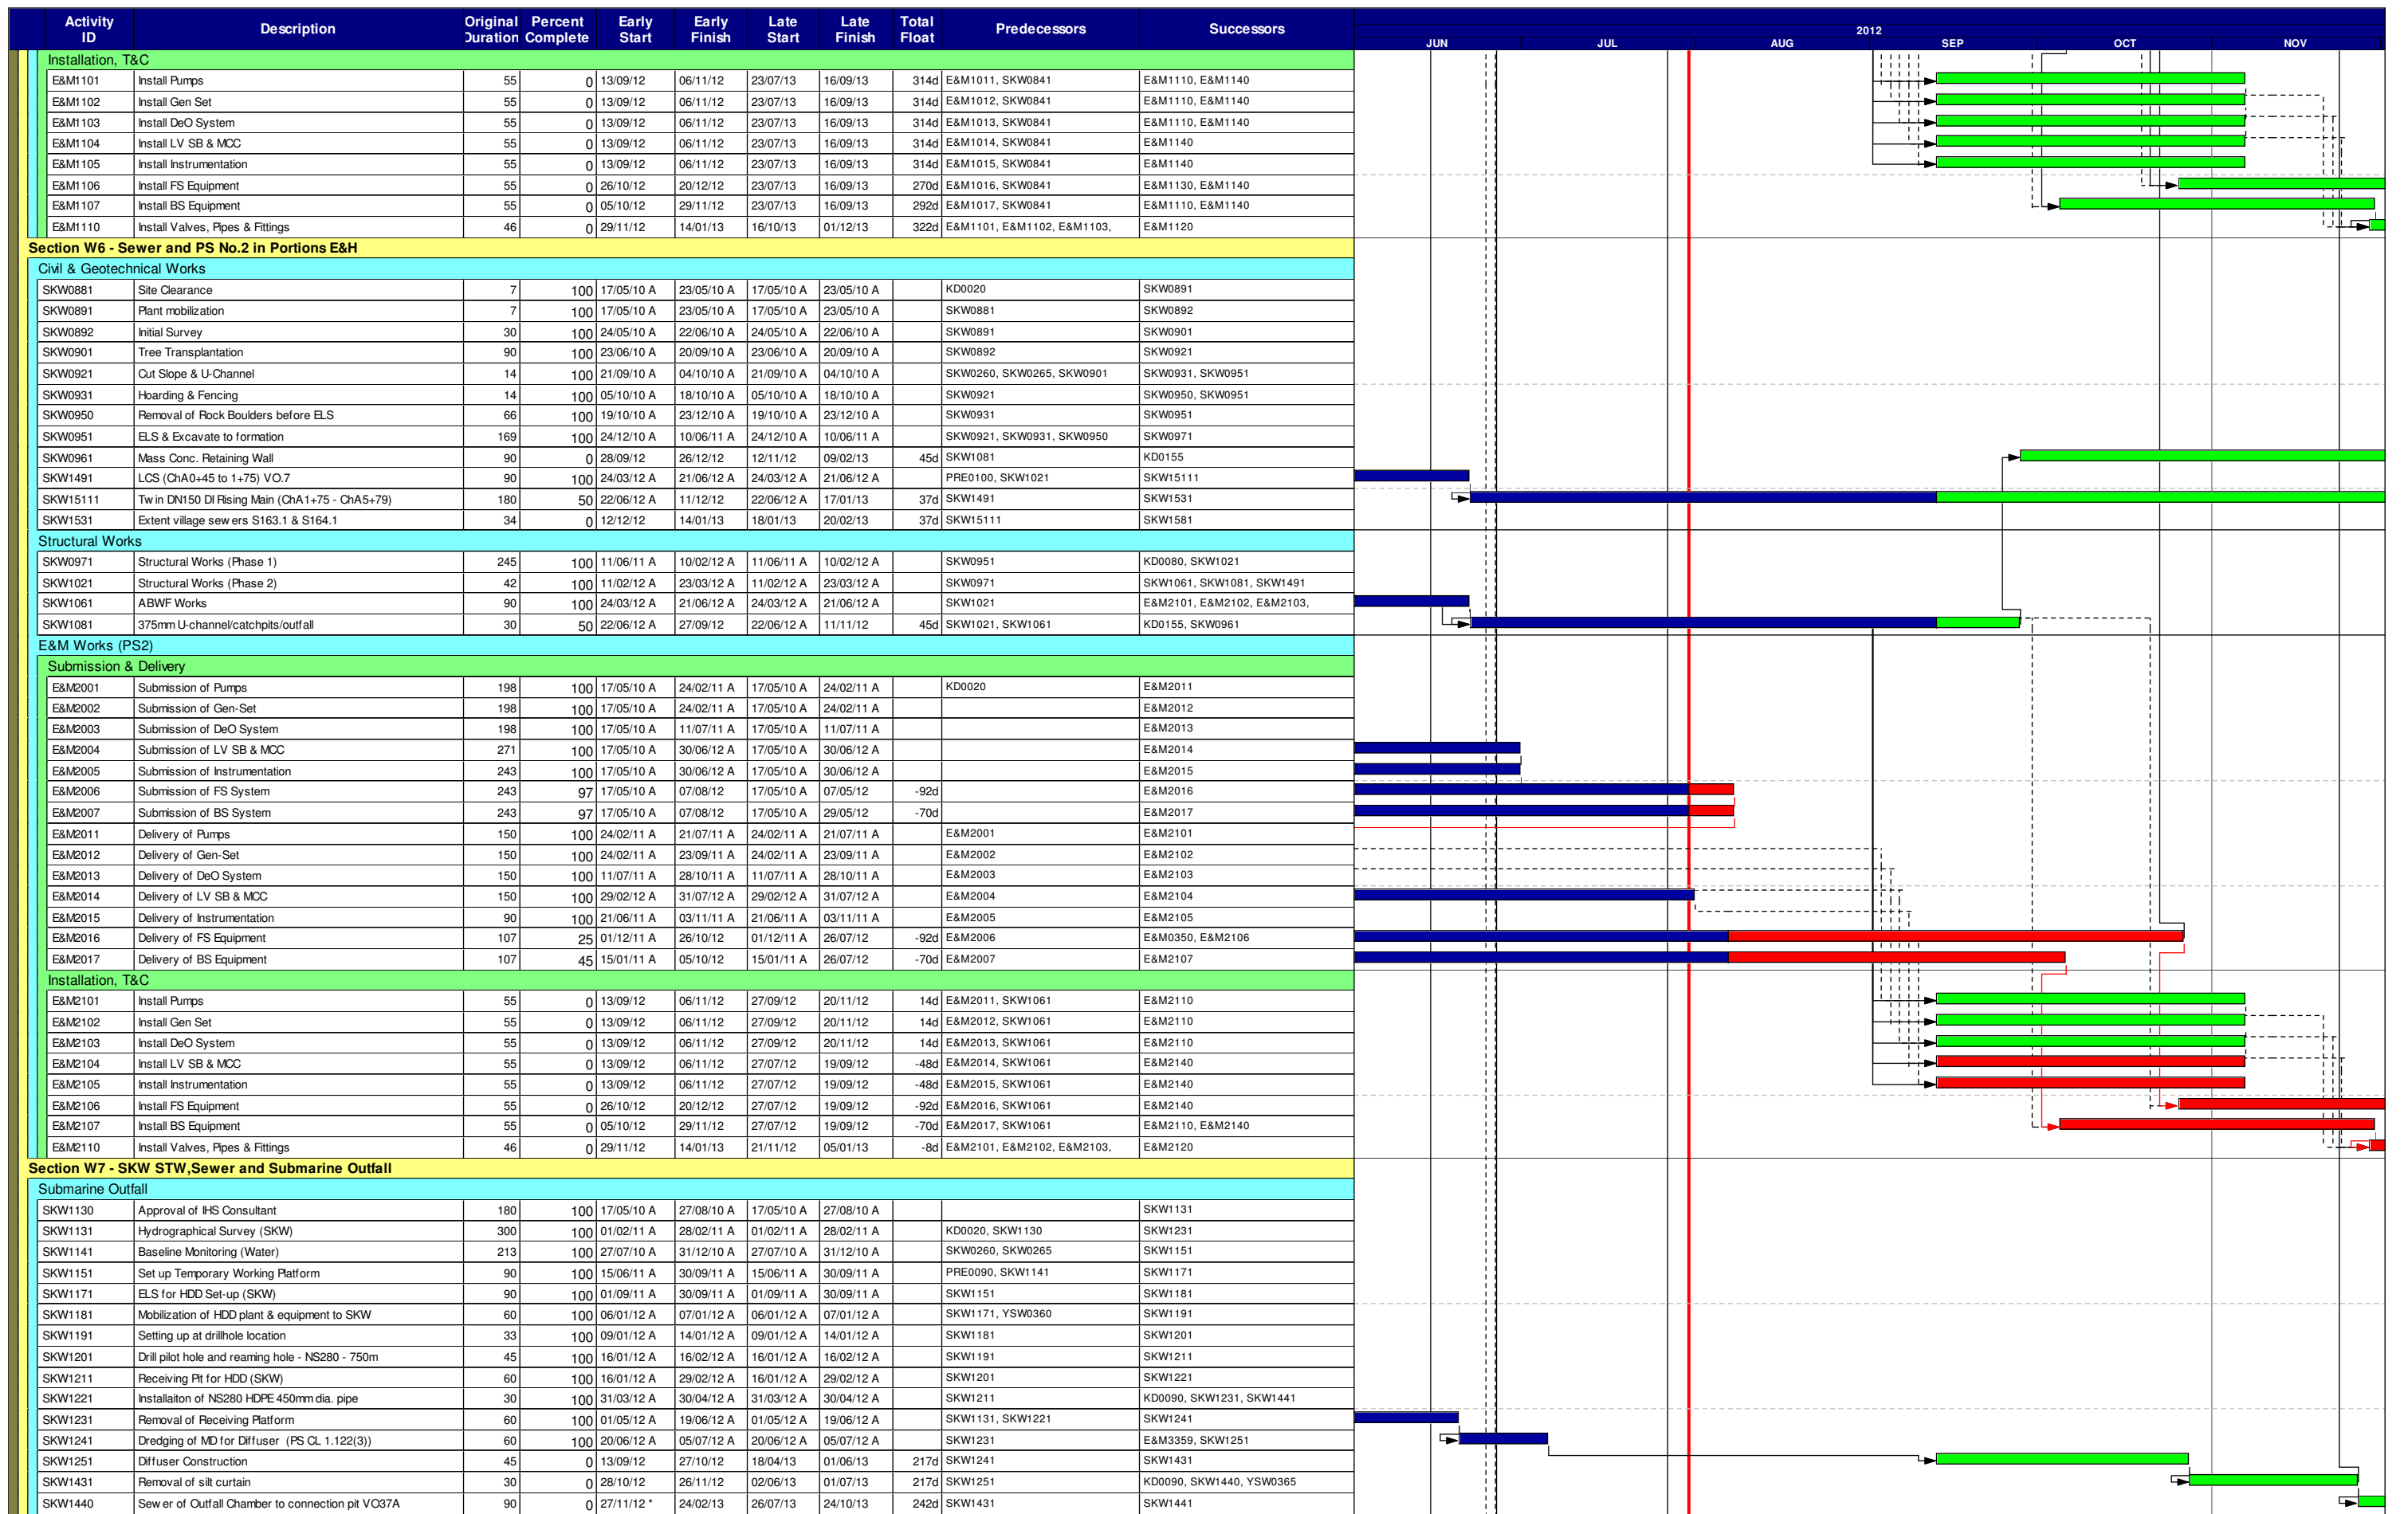 Activity ID Description Original Duration Percent Complete Early Start Early Finish Late Start Late Finish Total Float Predecessors Successors 2012
JUN JUL AUG SEP OCT NOV
Installation, T&C
E&M1101 Install Pumps 55 0 13/09/12 06/11/12 23/07/13 16/09/13 314d E&M1011, SKW0841 E&M1110, E&M1140
E&M1102 Install Gen Set 55 0 13/09/12 06/11/12 23/07/13 16/09/13 314d E&M1012, SKW0841 E&M1110, E&M1140
E&M1103 Install DeO System 55 0 13/09/12 06/11/12 23/07/13 16/09/13 314d E&M1013, SKW0841 E&M1110, E&M1140
E&M1104 Install LV SB & MCC 55 0 13/09/12 06/11/12 23/07/13 16/09/13 314d E&M1014, SKW0841 E&M1140
E&M1105 Install Instrumentation 55 0 13/09/12 06/11/12 23/07/13 16/09/13 314d E&M1015, SKW0841 E&M1140
E&M1106 Install FS Equipment 55 0 26/10/12 20/12/12 23/07/13 16/09/13 270d E&M1016, SKW0841 E&M1130, E&M1140
E&M1107 Install BS Equipment 55 0 05/10/12 29/11/12 23/07/13 16/09/13 292d E&M1017, SKW0841 E&M1110, E&M1140
E&M1110 Install Valves, Pipes & Fittings 46 0 29/11/12 14/01/13 16/10/13 01/12/13 322d E&M1101, E&M1102, E&M1103, E&M1120
Section W6 - Sewer and PS No.2 in Portions E&H
Civil & Geotechnical Works
SKW0881 Site Clearance 7 100 17/05/10 A 23/05/10 A 17/05/10 A 23/05/10 A KD0020 SKW0891
SKW0891 Plant mobilization 7 100 17/05/10 A 23/05/10 A 17/05/10 A 23/05/10 A SKW0881 SKW0892
SKW0892 Initial Survey 30 100 24/05/10 A 22/06/10 A 24/05/10 A 22/06/10 A SKW0891 SKW0901
SKW0901 Tree Transplantation 90 100 23/06/10 A 20/09/10 A 23/06/10 A 20/09/10 A SKW0892 SKW0921
SKW0921 Cut Slope & U-Channel 14 100 21/09/10 A 04/10/10 A 21/09/10 A 04/10/10 A SKW0260, SKW0265, SKW0901 SKW0931, SKW0951
SKW0931 Hoarding & Fencing 14 100 05/10/10 A 18/10/10 A 05/10/10 A 18/10/10 A SKW0921 SKW0950, SKW0951
SKW0950 Removal of Rock Boulders before ELS 66 100 19/10/10 A 23/12/10 A 19/10/10 A 23/12/10 A SKW0931 SKW0951
SKW0951 ELS & Excavate to formation 169 100 24/12/10 A 10/06/11 A 24/12/10 A 10/06/11 A SKW0921, SKW0931, SKW0950 SKW0971
SKW0961 Mass Conc. Retaining Wall 90 0 28/09/12 26/12/12 12/11/12 09/02/13 45d SKW1081 KD0155
SKW1491 LCS (ChA0+45 to 1+75) VO.7 90 100 24/03/12 A 21/06/12 A 24/03/12 A 21/06/12 A PRE0100, SKW1021 SKW15111
SKW15111 Twin DN150 DI Rising Main (ChA1+75 - ChA5+79) 180 50 22/06/12 A 11/12/12 22/06/12 A 17/01/13 37d SKW1491 SKW1531
SKW1531 Extent village sewers S163.1 & S164.1 34 0 12/12/12 14/01/13 18/01/13 20/02/13 37d SKW15111 SKW1581
Structural Works
SKW0971 Structural Works (Phase 1) 245 100 11/06/11 A 10/02/12 A 11/06/11 A 10/02/12 A SKW0951 KD0080, SKW1021
SKW1021 Structural Works (Phase 2) 42 100 11/02/12 A 23/03/12 A 11/02/12 A 23/03/12 A SKW0971 SKW1061, SKW1081, SKW1491
SKW1061 ABWF Works 90 100 24/03/12 A 21/06/12 A 24/03/12 A 21/06/12 A SKW1021 E&M2101, E&M2102, E&M2103,
SKW1081 375mm U-channel/catchpits/outfall 30 50 22/06/12 A 27/09/12 22/06/12 A 11/11/12 45d SKW1021, SKW1061 KD0155, SKW0961
E&M Works (PS2)
Submission & Delivery
E&M2001 Submission of Pumps 198 100 17/05/10 A 24/02/11 A 17/05/10 A 24/02/11 A KD0020 E&M2011
E&M2002 Submission of Gen-Set 198 100 17/05/10 A 24/02/11 A 17/05/10 A 24/02/11 A E&M2012
E&M2003 Submission of DeO System 198 100 17/05/10 A 11/07/11 A 17/05/10 A 11/07/11 A E&M2013
E&M2004 Submission of LV SB & MCC 271 100 17/05/10 A 30/06/12 A 17/05/10 A 30/06/12 A E&M2014
E&M2005 Submission of Instrumentation 243 100 17/05/10 A 30/06/12 A 17/05/10 A 30/06/12 A E&M2015
E&M2006 Submission of FS System 243 97 17/05/10 A 07/08/12 17/05/10 A 07/05/12 -92d E&M2016
E&M2007 Submission of BS System 243 97 17/05/10 A 07/08/12 17/05/10 A 29/05/12 -70d E&M2017
E&M2011 Delivery of Pumps 150 100 24/02/11 A 21/07/11 A 24/02/11 A 21/07/11 A E&M2001 E&M2101
E&M2012 Delivery of Gen-Set 150 100 24/02/11 A 23/09/11 A 24/02/11 A 23/09/11 A E&M2002 E&M2102
E&M2013 Delivery of DeO System 150 100 11/07/11 A 28/10/11 A 11/07/11 A 28/10/11 A E&M2003 E&M2103
E&M2014 Delivery of LV SB & MCC 150 100 29/02/12 A 31/07/12 A 29/02/12 A 31/07/12 A E&M2004 E&M2104
E&M2015 Delivery of Instrumentation 90 100 21/06/11 A 03/11/11 A 21/06/11 A 03/11/11 A E&M2005 E&M2105
E&M2016 Delivery of FS Equipment 107 25 01/12/11 A 26/10/12 01/12/11 A 26/07/12 -92d E&M2006 E&M0350, E&M2106
E&M2017 Delivery of BS Equipment 107 45 15/01/11 A 05/10/12 15/01/11 A 26/07/12 -70d E&M2007 E&M2107
Installation, T&C
E&M2101 Install Pumps 55 0 13/09/12 06/11/12 27/09/12 20/11/12 14d E&M2011, SKW1061 E&M2110
E&M2102 Install Gen Set 55 0 13/09/12 06/11/12 27/09/12 20/11/12 14d E&M2012, SKW1061 E&M2110
E&M2103 Install DeO System 55 0 13/09/12 06/11/12 27/09/12 20/11/12 14d E&M2013, SKW1061 E&M2110
E&M2104 Install LV SB & MCC 55 0 13/09/12 06/11/12 27/07/12 19/09/12 -48d E&M2014, SKW1061 E&M2140
E&M2105 Install Instrumentation 55 0 13/09/12 06/11/12 27/07/12 19/09/12 -48d E&M2015, SKW1061 E&M2140
E&M2106 Install FS Equipment 55 0 26/10/12 20/12/12 27/07/12 19/09/12 -92d E&M2016, SKW1061 E&M2140
E&M2107 Install BS Equipment 55 0 05/10/12 29/11/12 27/07/12 19/09/12 -70d E&M2017, SKW1061 E&M2110, E&M2140
E&M2110 Install Valves, Pipes & Fittings 46 0 29/11/12 14/01/13 21/11/12 05/01/13 -8d E&M2101, E&M2102, E&M2103, E&M2120
Section W7 - SKW STW,Sewer and Submarine Outfall
Submarine Outfall
SKW1130 Approval of IHS Consultant 180 100 17/05/10 A 27/08/10 A 17/05/10 A 27/08/10 A SKW1131
SKW1131 Hydrographical Survey (SKW) 300 100 01/02/11 A 28/02/11 A 01/02/11 A 28/02/11 A KD0020, SKW1130 SKW1231
SKW1141 Baseline Monitoring (Water) 213 100 27/07/10 A 31/12/10 A 27/07/10 A 31/12/10 A SKW0260, SKW0265 SKW1151
SKW1151 Set up Temporary Working Platform 90 100 15/06/11 A 30/09/11 A 15/06/11 A 30/09/11 A PRE0090, SKW1141 SKW1171
SKW1171 ELS for HDD Set-up (SKW) 90 100 01/09/11 A 30/09/11 A 01/09/11 A 30/09/11 A SKW1151 SKW1181
SKW1181 Mobilization of HDD plant & equipment to SKW 60 100 06/01/12 A 07/01/12 A 06/01/12 A 07/01/12 A SKW1171, YSW0360 SKW1191
SKW1191 Setting up at drillhole location 33 100 09/01/12 A 14/01/12 A 09/01/12 A 14/01/12 A SKW1181 SKW1201
SKW1201 Drill pilot hole and reaming hole - NS280 - 750m 45 100 16/01/12 A 16/02/12 A 16/01/12 A 16/02/12 A SKW1191 SKW1211
SKW1211 Receiving Pit for HDD (SKW) 60 100 16/01/12 A 29/02/12 A 16/01/12 A 29/02/12 A SKW1201 SKW1221
SKW1221 Installaiton of NS280 HDPE 450mm dia. pipe 30 100 31/03/12 A 30/04/12 A 31/03/12 A 30/04/12 A SKW1211 KD0090, SKW1231, SKW1441
SKW1231 Removal of Receiving Platform 60 100 01/05/12 A 19/06/12 A 01/05/12 A 19/06/12 A SKW1131, SKW1221 SKW1241
SKW1241 Dredging of MD for Diffuser (PS CL 1.122(3)) 60 100 20/06/12 A 05/07/12 A 20/06/12 A 05/07/12 A SKW1231 E&M3359, SKW1251
SKW1251 Diffuser Construction 45 0 13/09/12 27/10/12 18/04/13 01/06/13 217d SKW1241 SKW1431
SKW1431 Removal of silt curtain 30 0 28/10/12 26/11/12 02/06/13 01/07/13 217d SKW1251 KD0090, SKW1440, YSW0365
SKW1440 Sewer of Outfall Chamber to connection pit VO37A 90 0 27/11/12 * 24/02/13 26/07/13 24/10/13 242d SKW1431 SKW1441